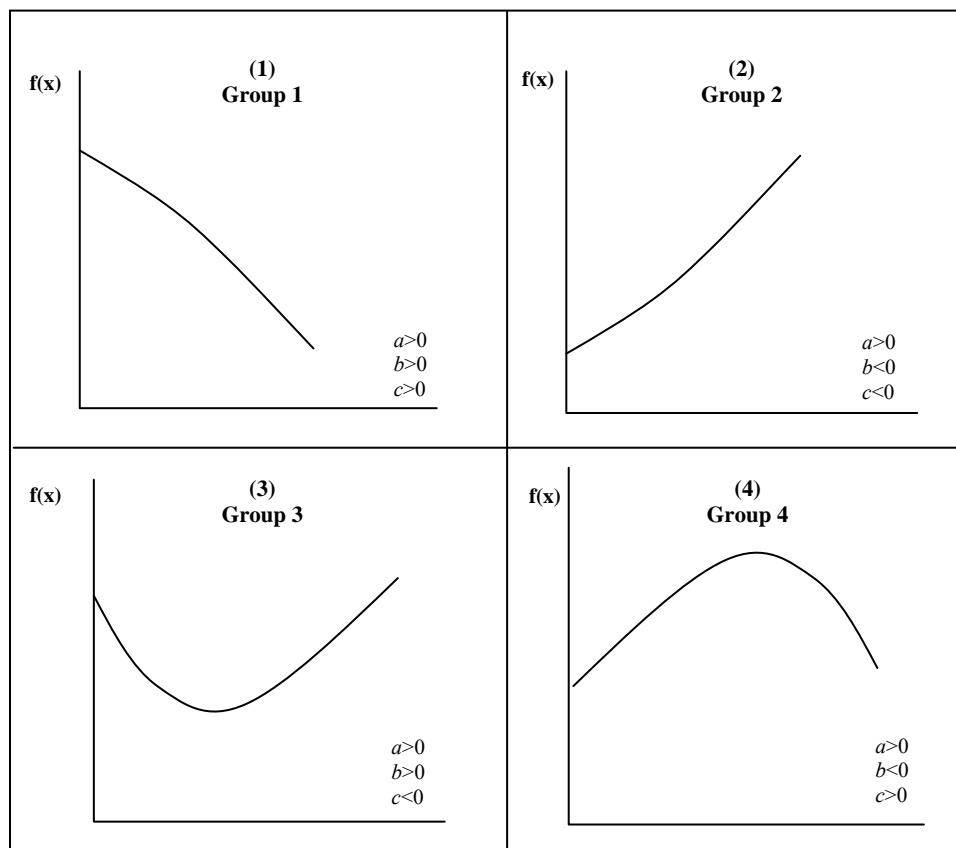 (1)
f(x)
Group 1
a>0
b>0
c>0
(2)
f(x)
Group 2
a>0
b<0
c<0
(3)
f(x)
Group 3
a>0
b>0
c<0
(4)
f(x)
Group 4
a>0
b<0
c>0